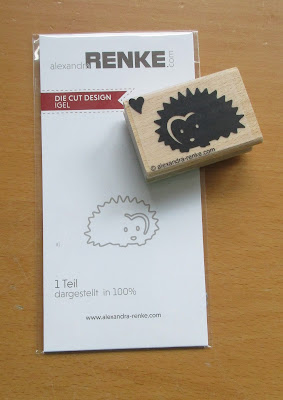 alexandra RENKE .com
DIE CUT DESIGN
IGEL
© alexandra-renke.com
1 Teil
dargestellt in 100%
www.alexandra-renke.com